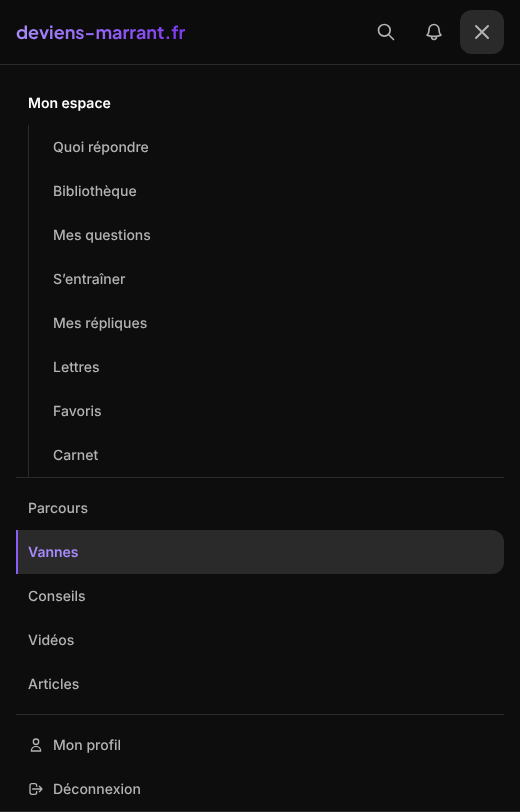 deviens-marrant.fr
Mon espace
Quoi répondre
Bibliothèque
Mes questions
S’entraîner
Mes répliques
Lettres
Favoris
Carnet
Parcours
Vannes
Conseils
Vidéos
Articles
Mon profil
Déconnexion